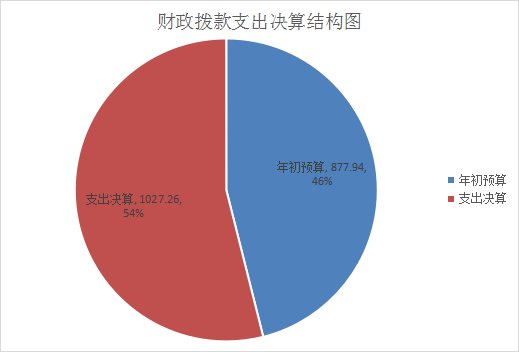 财政拨款支出决算结构图
年初预算, 877.94,
46%
支出决算, 1027.26,
54%
年初预算
支出决算